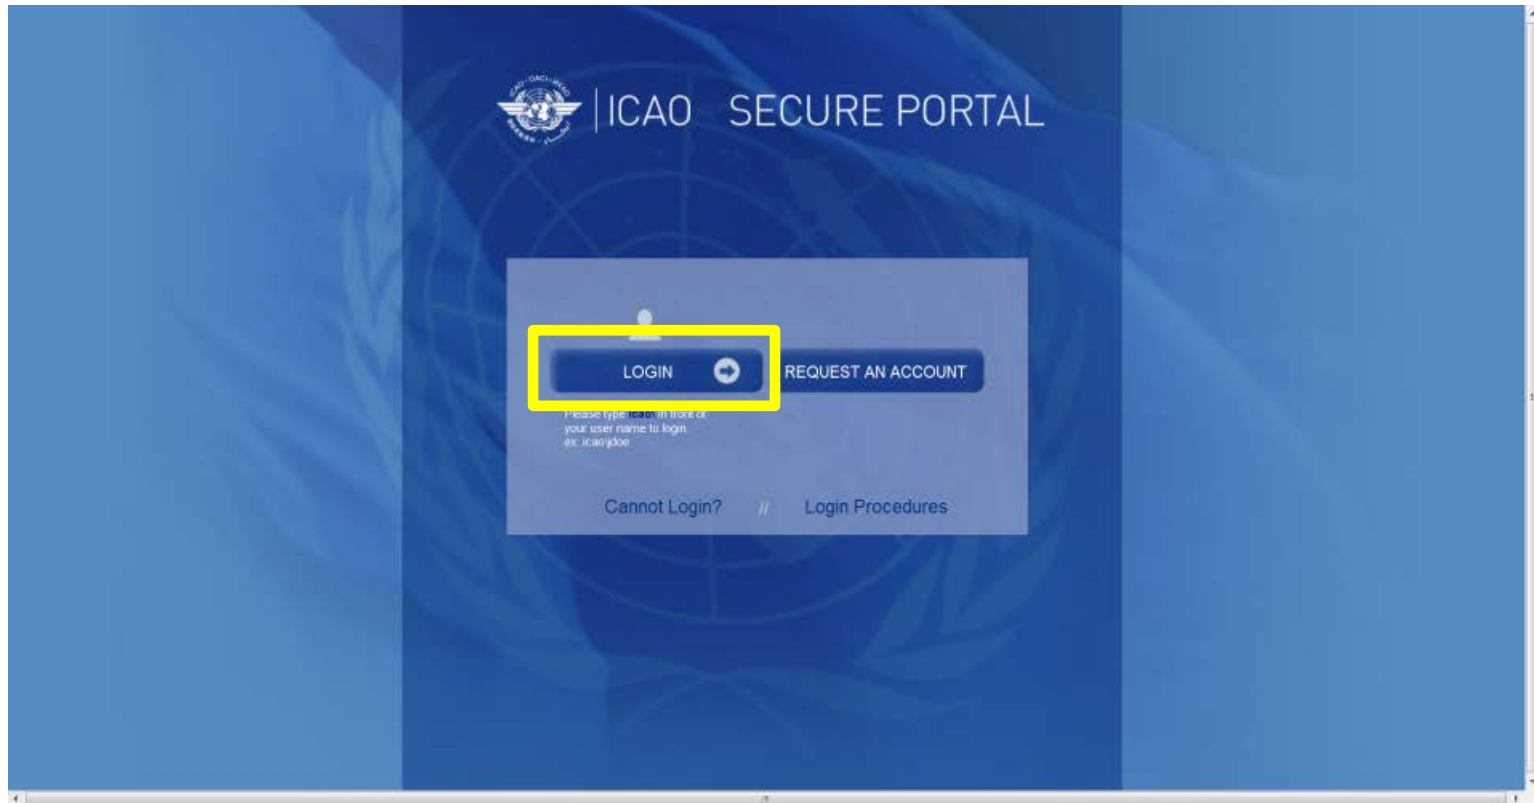 ICAO SECURE PORTAL
LOGIN
REQUEST AN ACCOUNT
Please type icao\ in front of
your user name to login.
ex: icao\jdoe
Cannot Login? // Login Procedures